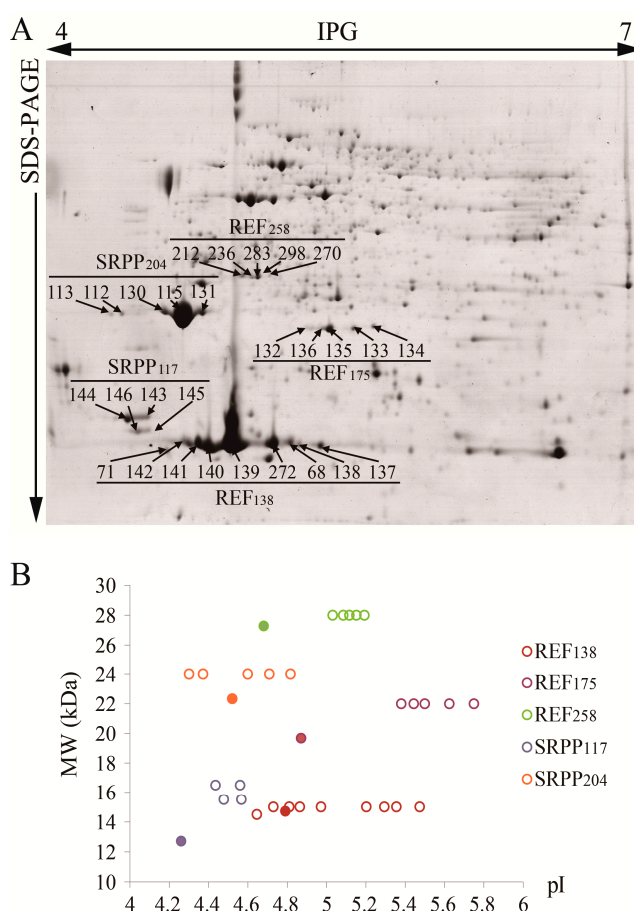 A
4 IPG 7
SDS-PAGE
REF258
212 236 283 298 270
SRPP204
113 112 130 115 131
132 136 135 133 134
REF175
SRPP117
144 146 143 145
71 142 141 140 139 272 68 138 137
REF138
B
30
28
26
24
22
20
18
16
14
12
10
MW (kDa)
4 4.2 4.4 4.6 4.8 5 5.2 5.4 5.6 5.8 6
pI
REF138
REF175
REF258
SRPP117
SRPP204